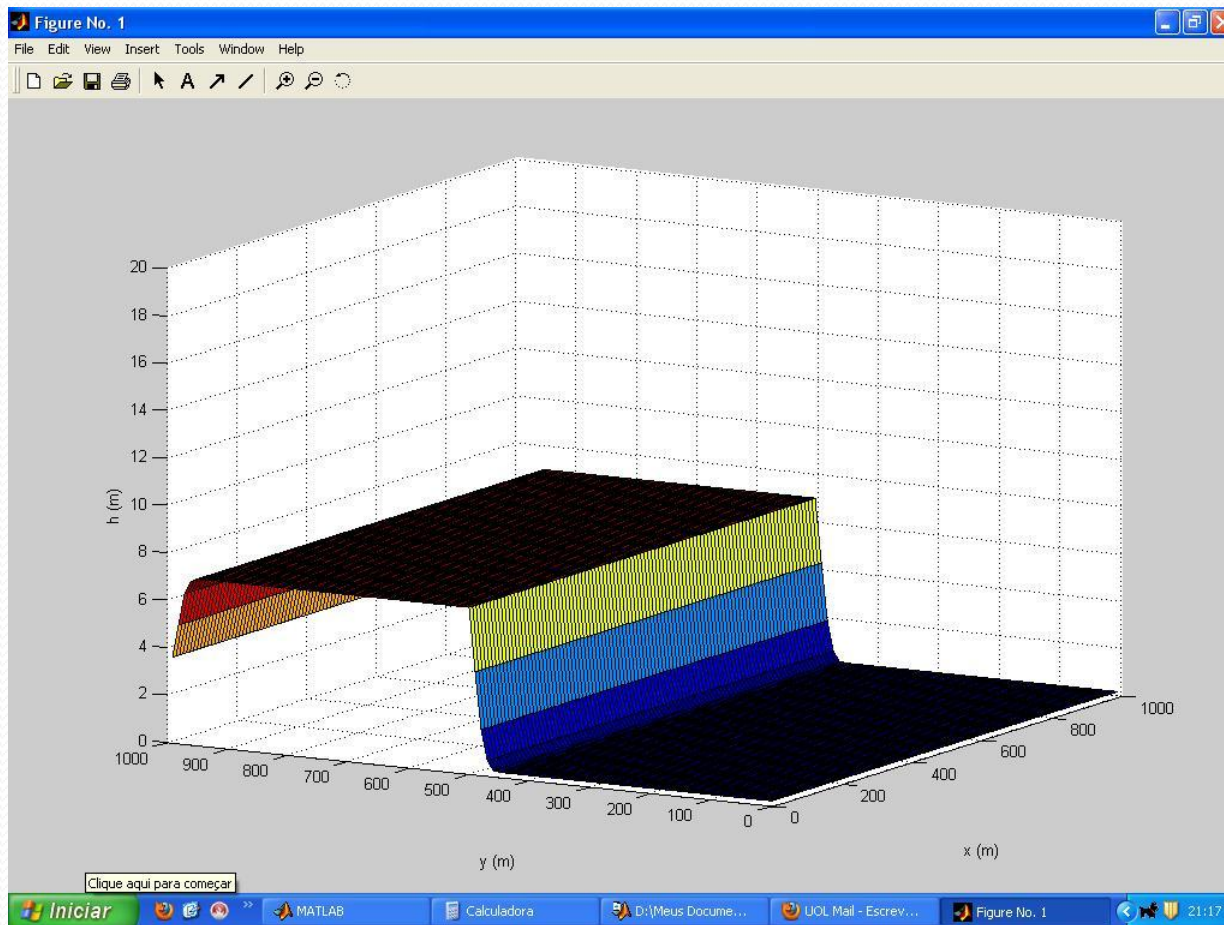 Figure No. 1
File Edit View Insert Tools Window Help
A
20
18
16
14
12
10
8
6
4
2
0
h (m)
1000 900 800 700 600 500 400 300 200 100 0
y (m)
0 200 400 600 800 1000
x (m)
Clique aqui para começar
Iniciar MATLAB Calculadora D:\Meus Docume... UOL Mail - Escrev... Figure No. 1 21:17